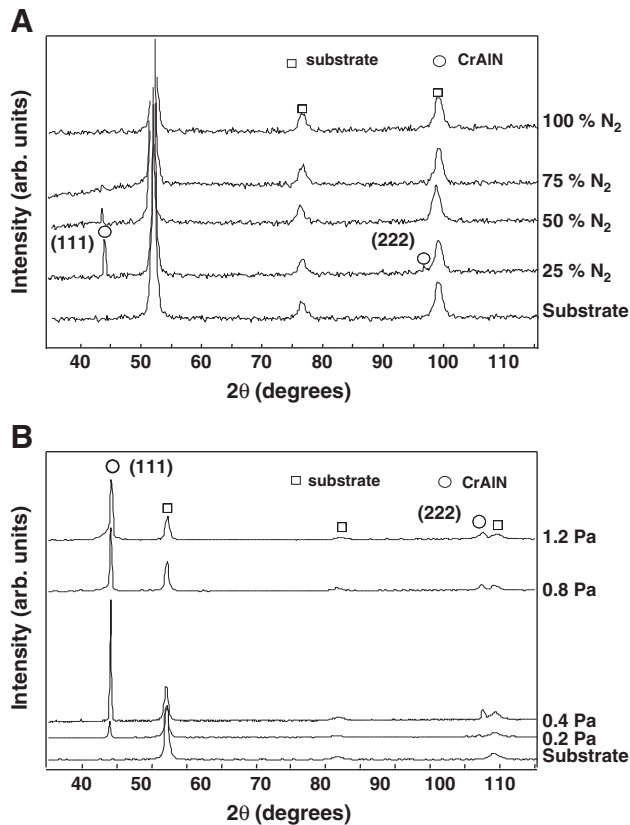 A
substrate
CrAlN
100 % N2
75 % N2
50 % N2
(111)
(222)
25 % N2
Substrate
Intensity (arb. units)
40 50 60 70 80 90 100 110
2θ (degrees)
B
(111)
substrate
CrAlN
(222)
1.2 Pa
0.8 Pa
0.4 Pa
0.2 Pa
Substrate
Intensity (arb. units)
40 50 60 70 80 90 100 110
2θ (degrees)